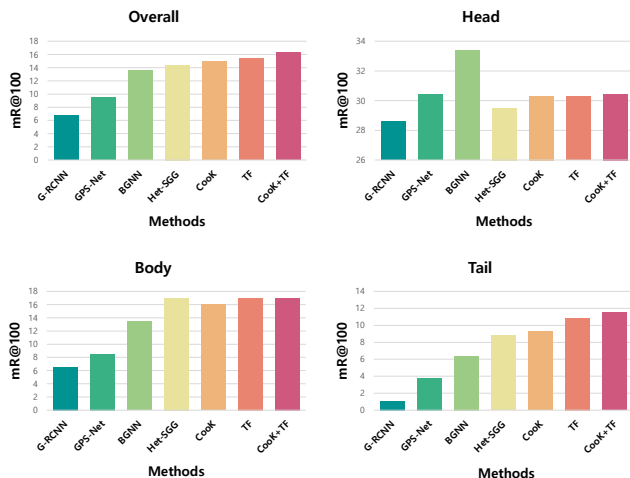 Overall
mR@100
18
16
14
12
10
8
6
4
2
0
G-RCNN
GPS-Net
BGNN
Het-SGG
CooK
TF
CooK+TF
Methods
Head
mR@100
34
32
30
28
26
G-RCNN
GPS-Net
BGNN
Het-SGG
CooK
TF
CooK+TF
Methods
Body
mR@100
18
16
14
12
10
8
6
4
2
0
G-RCNN
GPS-Net
BGNN
Het-SGG
CooK
TF
CooK+TF
Methods
Tail
mR@100
14
12
10
8
6
4
2
0
G-RCNN
GPS-Net
BGNN
Het-SGG
CooK
TF
CooK+TF
Methods